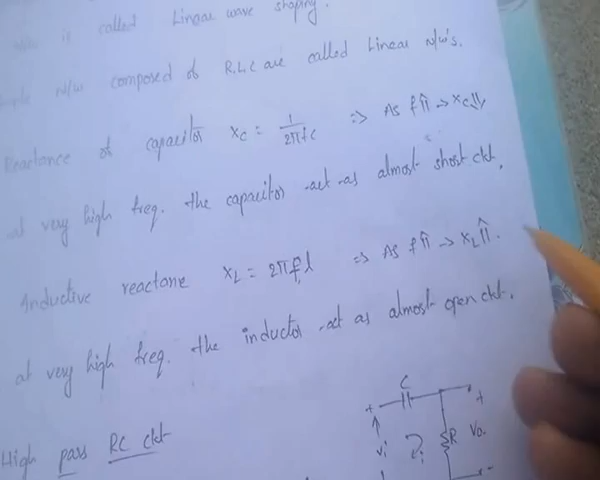 is called Linear wave shaping.
n/w composed of R.L.C are called Linear n/w's.
Reactance of capacitor Xc = 1/2πfc ⇒ As f⇑ → Xc⇓
at very high freq. the capacitor act as almost short ckt.
Inductive reactane XL = 2πfl ⇒ As f⇑ → XL⇑.
at very high freq. the inductor act as almost open ckt.
High pass RC ckt
C
+ +
Vi i R Vo
-